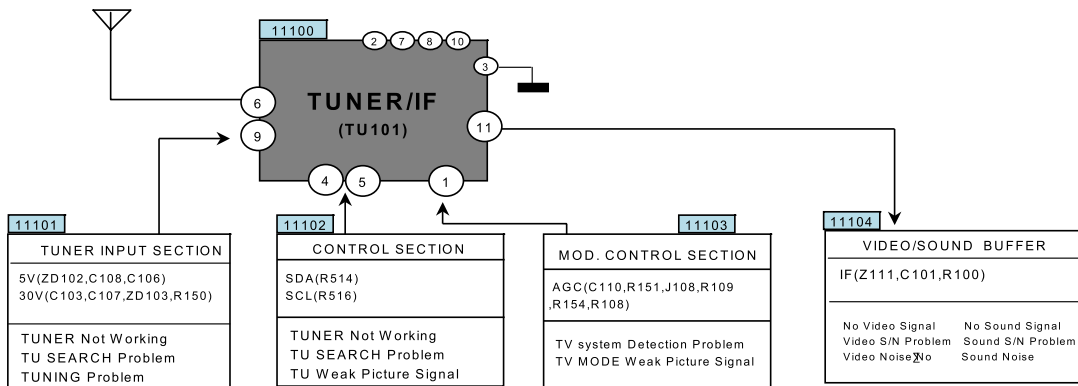 11100
2 7 8 10
3
TUNER/IF
(TU101)
6
9
11
4 5 1
11101
TUNER INPUT SECTION
5V(ZD102,C108,C106)
30V(C103,C107,ZD103,R150)
TUNER Not Working
TU SEARCH Problem
TUNING Problem
11102
CONTROL SECTION
SDA(R514)
SCL(R516)
TUNER Not Working
TU SEARCH Problem
TU Weak Picture Signal
11103
MOD. CONTROL SECTION
AGC(C110,R151,J108,R109
,R154,R108)
TV system Detection Problem
TV MODE Weak Picture Signal
11104
VIDEO/SOUND BUFFER
IF(Z111,C101,R100)
No Video Signal No Sound Signal
Video S/N Problem Sound S/N Problem
Video Noise No Sound Noise